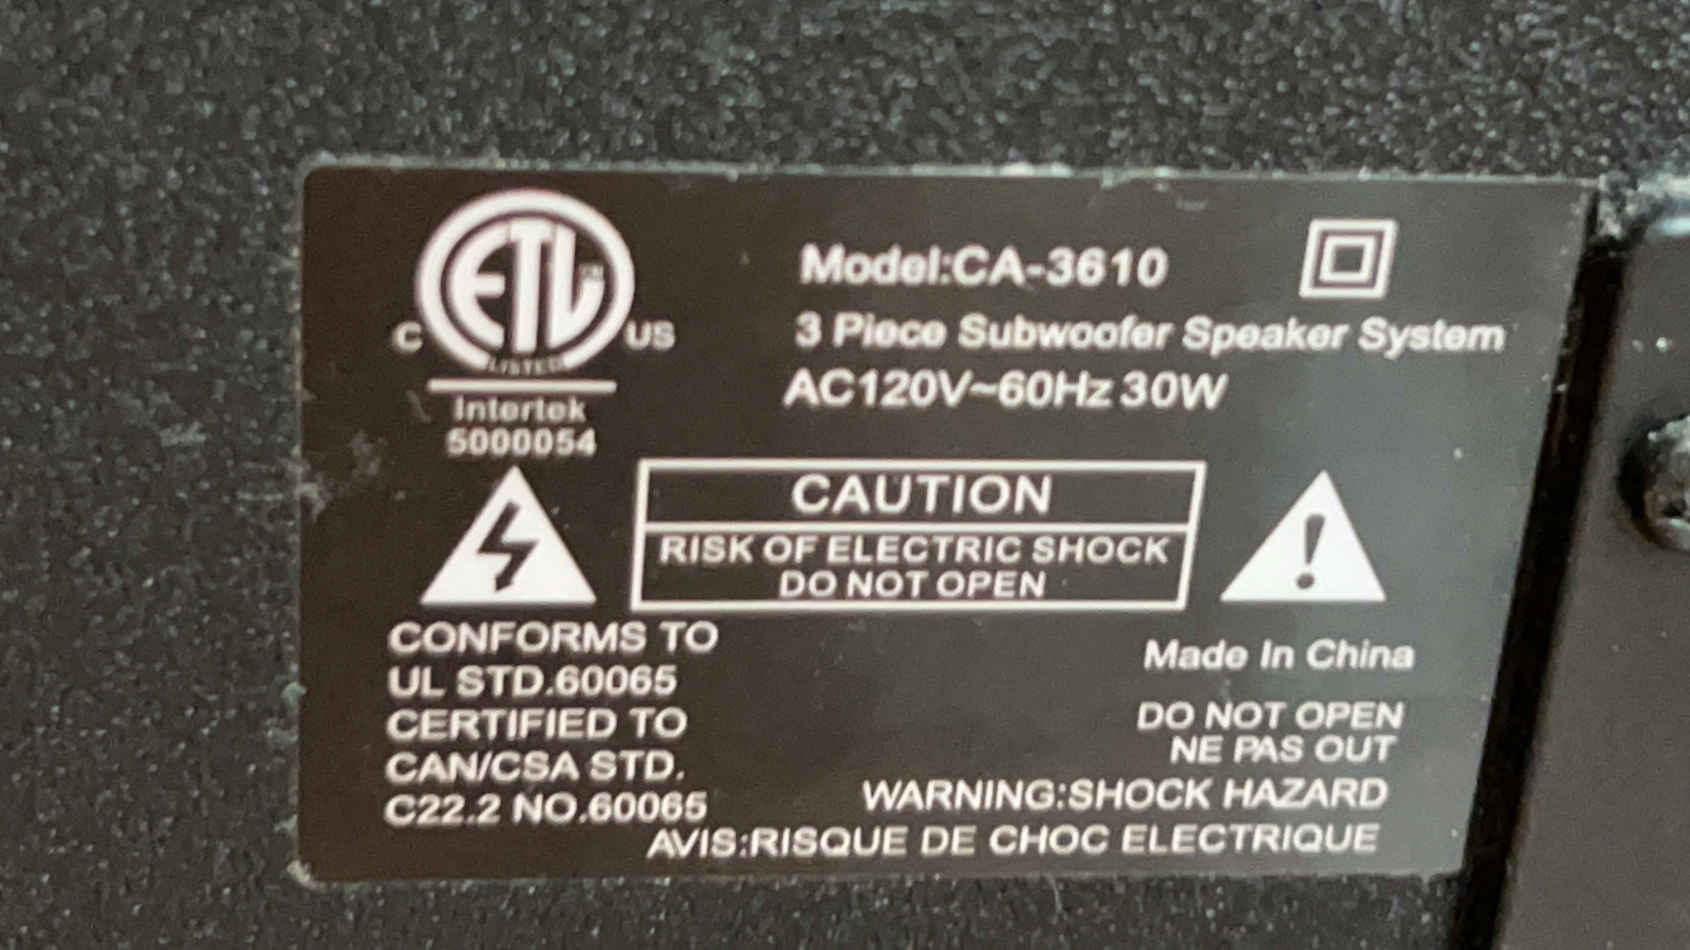 ETL
LISTED
C US
Intertek
5000054
Model:CA-3610
3 Piece Subwoofer Speaker System
AC120V~60Hz 30W
CAUTION
RISK OF ELECTRIC SHOCK
DO NOT OPEN
CONFORMS TO
UL STD.60065
CERTIFIED TO
CAN/CSA STD.
C22.2 NO.60065
Made In China
DO NOT OPEN
NE PAS OUT
WARNING:SHOCK HAZARD
AVIS:RISQUE DE CHOC ELECTRIQUE